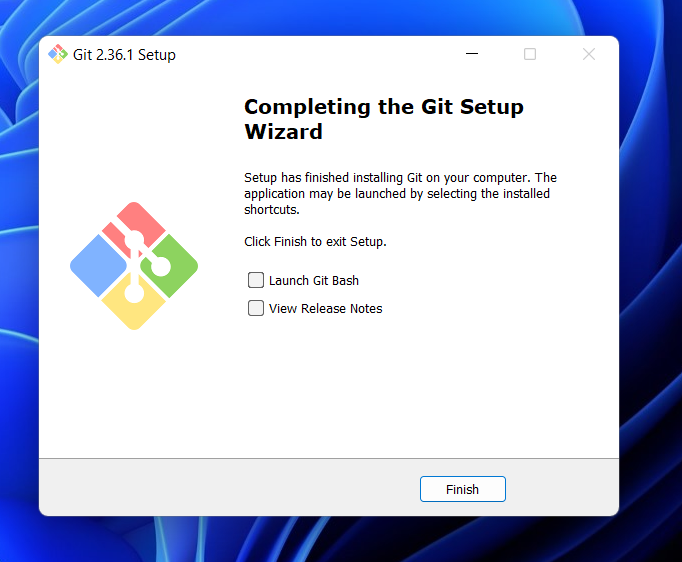 Git 2.36.1 Setup
Completing the Git Setup
Wizard
Setup has finished installing Git on your computer. The
application may be launched by selecting the installed
shortcuts.
Click Finish to exit Setup.
Launch Git Bash
View Release Notes
Finish